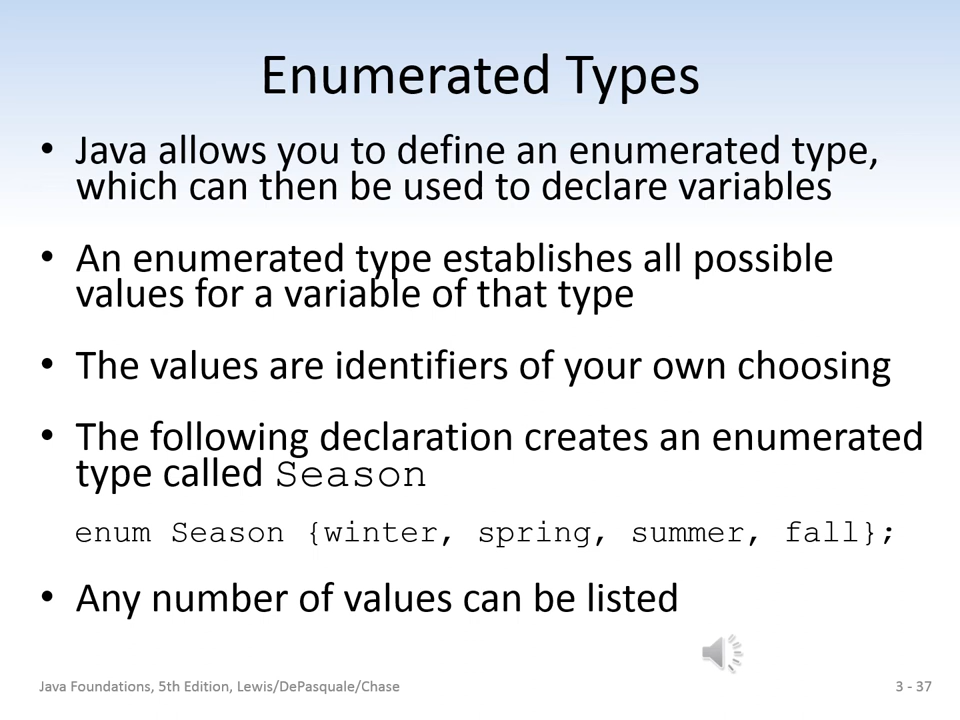 Enumerated Types
• Java allows you to define an enumerated type,
which can then be used to declare variables
• An enumerated type establishes all possible
values for a variable of that type
• The values are identifiers of your own choosing
• The following declaration creates an enumerated
type called Season
enum Season {winter, spring, summer, fall};
• Any number of values can be listed
Java Foundations, 5th Edition, Lewis/DePasquale/Chase
3 - 37